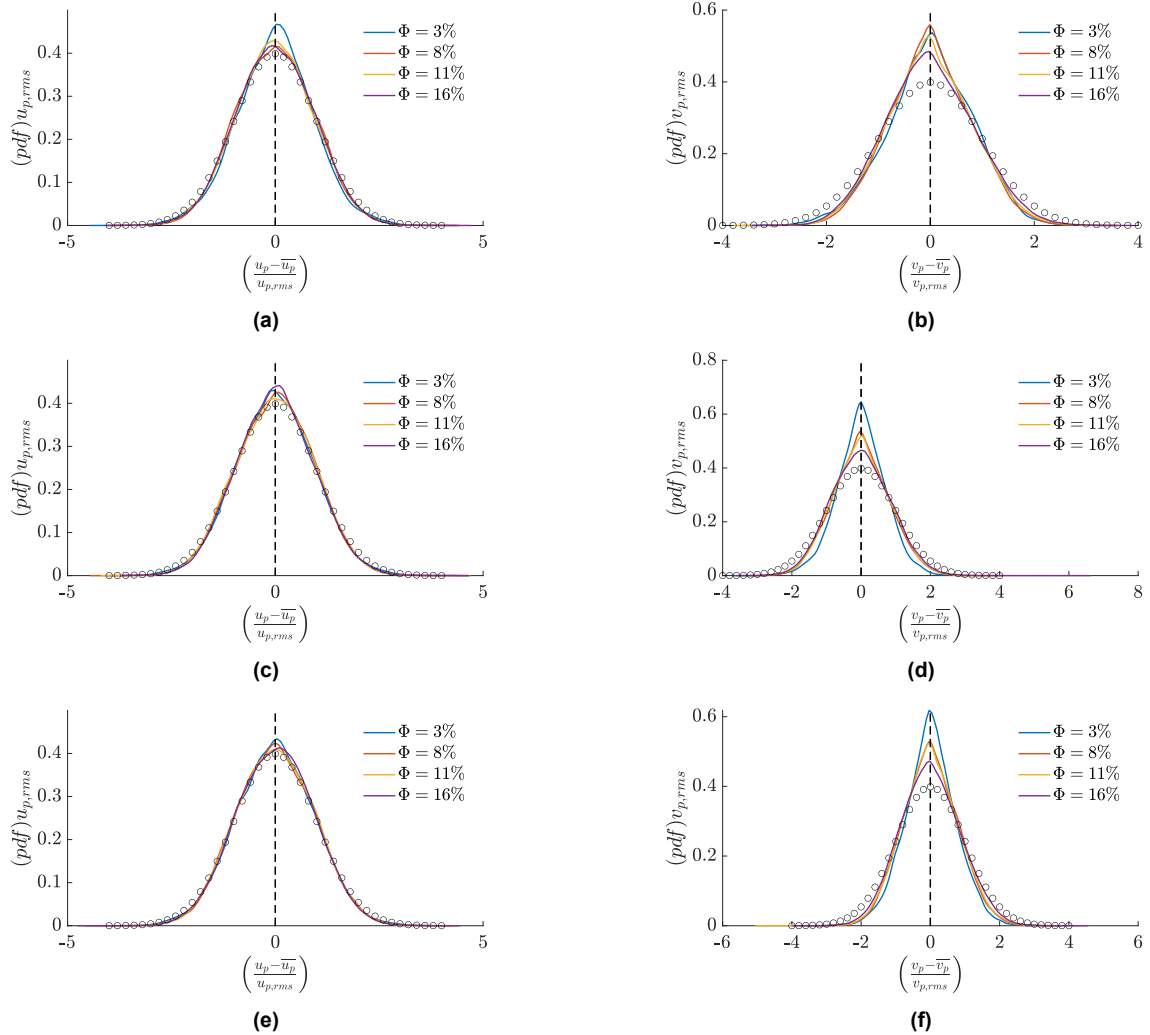 0.4
0.3
0.2
0.1
0
-5 0 5
(pdf)u_{p,rms}
(u_p−\overline{u_p} / u_{p,rms})
Φ = 3%
Φ = 8%
Φ = 11%
Φ = 16%
(a)
0.6
0.4
0.2
0
-4 -2 0 2 4
(pdf)v_{p,rms}
(v_p−\overline{v_p} / v_{p,rms})
Φ = 3%
Φ = 8%
Φ = 11%
Φ = 16%
(b)
0.4
0.3
0.2
0.1
0
-5 0 5
(pdf)u_{p,rms}
(u_p−\overline{u_p} / u_{p,rms})
Φ = 3%
Φ = 8%
Φ = 11%
Φ = 16%
(c)
0.8
0.6
0.4
0.2
0
-4 -2 0 2 4 6 8
(pdf)v_{p,rms}
(v_p−\overline{v_p} / v_{p,rms})
Φ = 3%
Φ = 8%
Φ = 11%
Φ = 16%
(d)
0.4
0.3
0.2
0.1
0
-5 0 5
(pdf)u_{p,rms}
(u_p−\overline{u_p} / u_{p,rms})
Φ = 3%
Φ = 8%
Φ = 11%
Φ = 16%
(e)
0.6
0.4
0.2
0
-6 -4 -2 0 2 4 6
(pdf)v_{p,rms}
(v_p−\overline{v_p} / v_{p,rms})
Φ = 3%
Φ = 8%
Φ = 11%
Φ = 16%
(f)